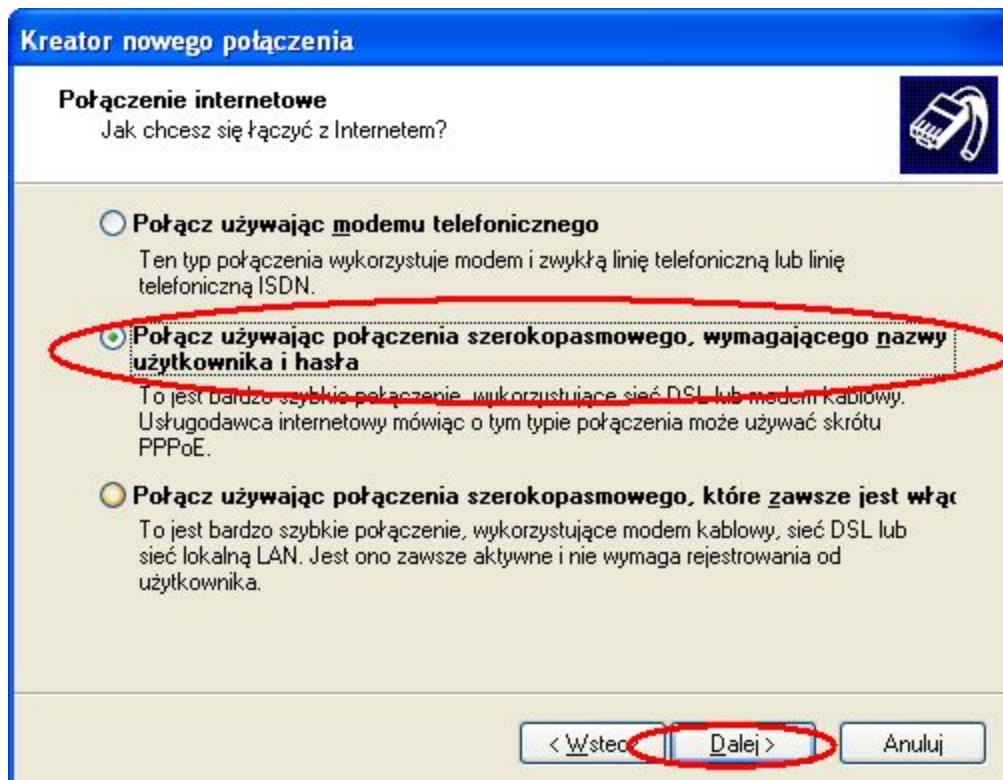 Kreator nowego połączenia
Połączenie internetowe
Jak chcesz się łączyć z Internetem?
Połącz używając modemu telefonicznego
Ten typ połączenia wykorzystuje modem i zwykłą linię telefoniczną lub linię
telefoniczną ISDN.
Połącz używając połączenia szerokopasmowego, wymagającego nazwy
użytkownika i hasła
To jest bardzo szybkie połączenie, wykorzystujące sieć DSL lub modem kablowy.
Usługodawca internetowy mówiąc o tym typie połączenia może używać skrótu
PPPoE.
Połącz używając połączenia szerokopasmowego, które zawsze jest włąc
To jest bardzo szybkie połączenie, wykorzystujące modem kablowy, sieć DSL lub
sieć lokalną LAN. Jest ono zawsze aktywne i nie wymaga rejestrowania od
użytkownika.
< Wstecz
Dalej >
Anuluj